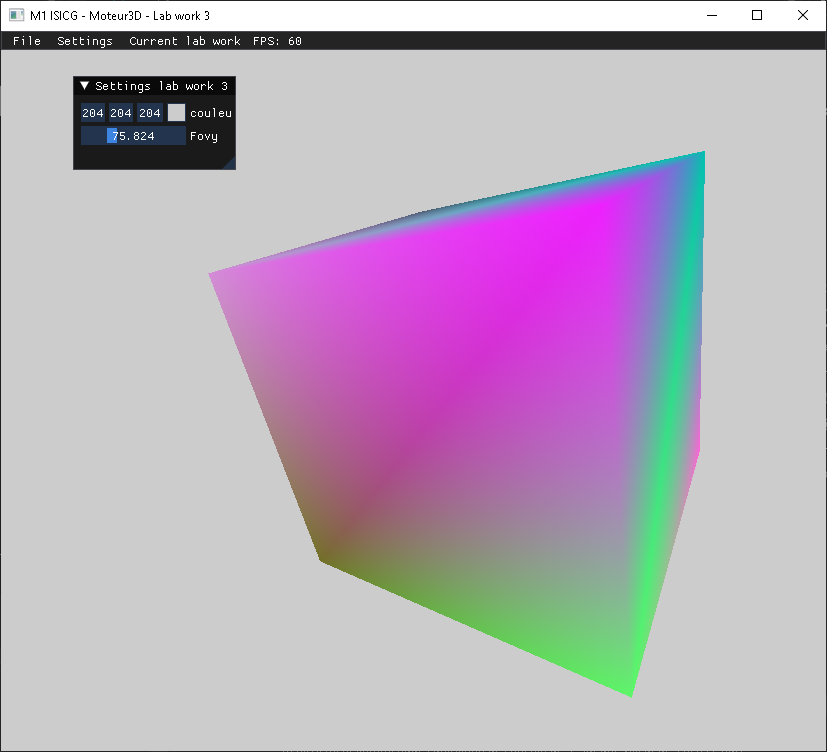 M1 ISICG - Moteur3D - Lab work 3
File Settings Current lab work FPS: 60
Settings lab work 3
204 204 204 couleu
75.824 Fovy